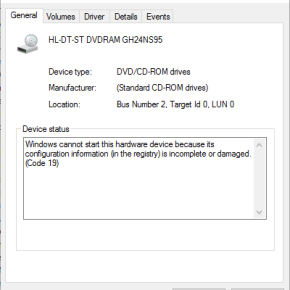 General Volumes Driver Details Events
HL-DT-ST DVDRAM GH24NS95
Device type: DVD/CD-ROM drives
Manufacturer: (Standard CD-ROM drives)
Location: Bus Number 2, Target Id 0, LUN 0
Device status
Windows cannot start this hardware device because its
configuration information (in the registry) is incomplete or damaged.
(Code 19)